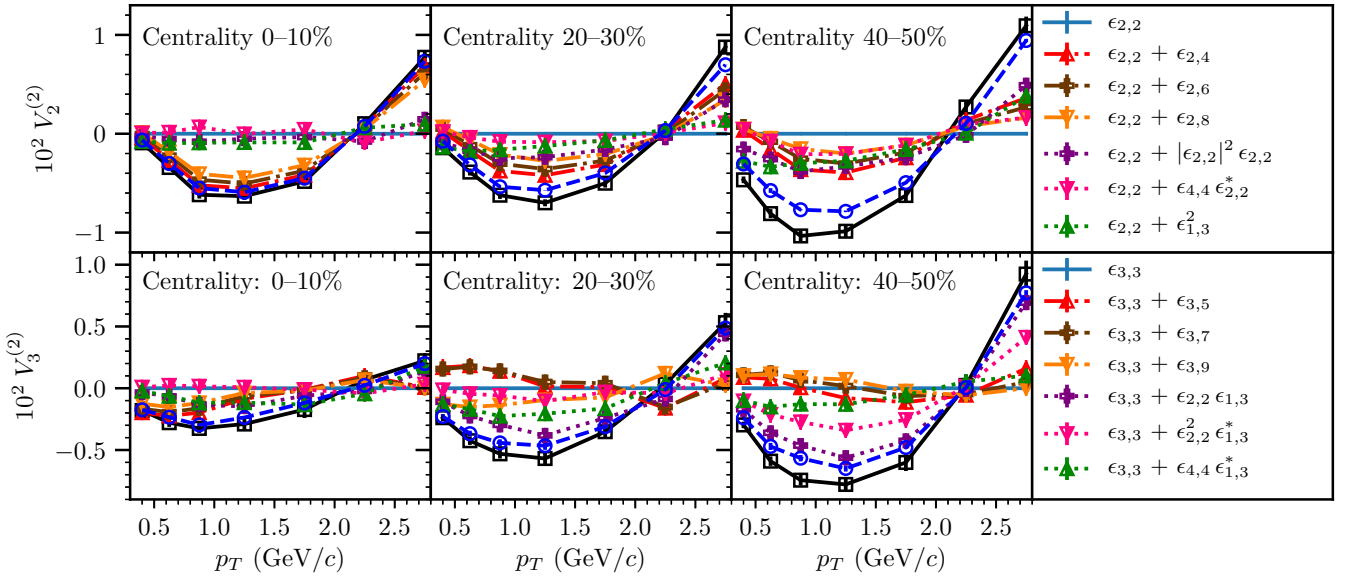 Centrality 0–10%
Centrality 20–30%
Centrality 40–50%
1
0
−1
10² V₂⁽²⁾
ϵ₂,₂
ϵ₂,₂ + ϵ₂,₄
ϵ₂,₂ + ϵ₂,₆
ϵ₂,₂ + ϵ₂,₈
ϵ₂,₂ + |ϵ₂,₂|² ϵ₂,₂
ϵ₂,₂ + ϵ₄,₄ ϵ*₂,₂
ϵ₂,₂ + ϵ²₁,₃
Centrality: 0–10%
Centrality: 20–30%
Centrality: 40–50%
1.0
0.5
0.0
−0.5
10² V₃⁽²⁾
ϵ₃,₃
ϵ₃,₃ + ϵ₃,₅
ϵ₃,₃ + ϵ₃,₇
ϵ₃,₃ + ϵ₃,₉
ϵ₃,₃ + ϵ₂,₂ ϵ₁,₃
ϵ₃,₃ + ϵ²₂,₂ ϵ*₁,₃
ϵ₃,₃ + ϵ₄,₄ ϵ*₁,₃
0.5 1.0 1.5 2.0 2.5
0.5 1.0 1.5 2.0 2.5
0.5 1.0 1.5 2.0 2.5
p_T (GeV/c)
p_T (GeV/c)
p_T (GeV/c)